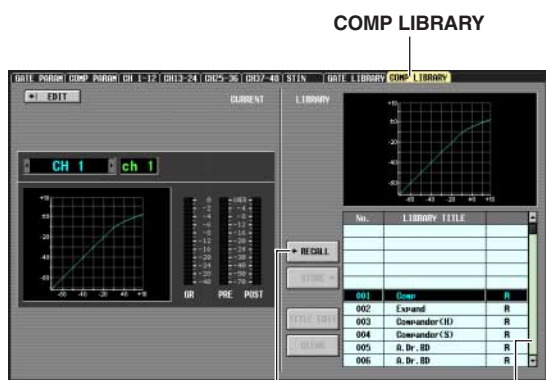 COMP LIBRARY
GATE PARAM COMP PARAM CH 1-12 CH13-24 CH25-36 CH37-48 STIN GATE LIBRARY COMP LIBRARY
EDIT
CURRENT
LIBRARY
CH 1 ch 1
GR PRE POST
No. LIBRARY TITLE
RECALL
STORE
TITLE EDIT
CLEAR
001 Comp R
002 Expand R
003 Compander(H) R
004 Compander(S) R
005 A.Dr.BD R
006 A.Dr.BD R